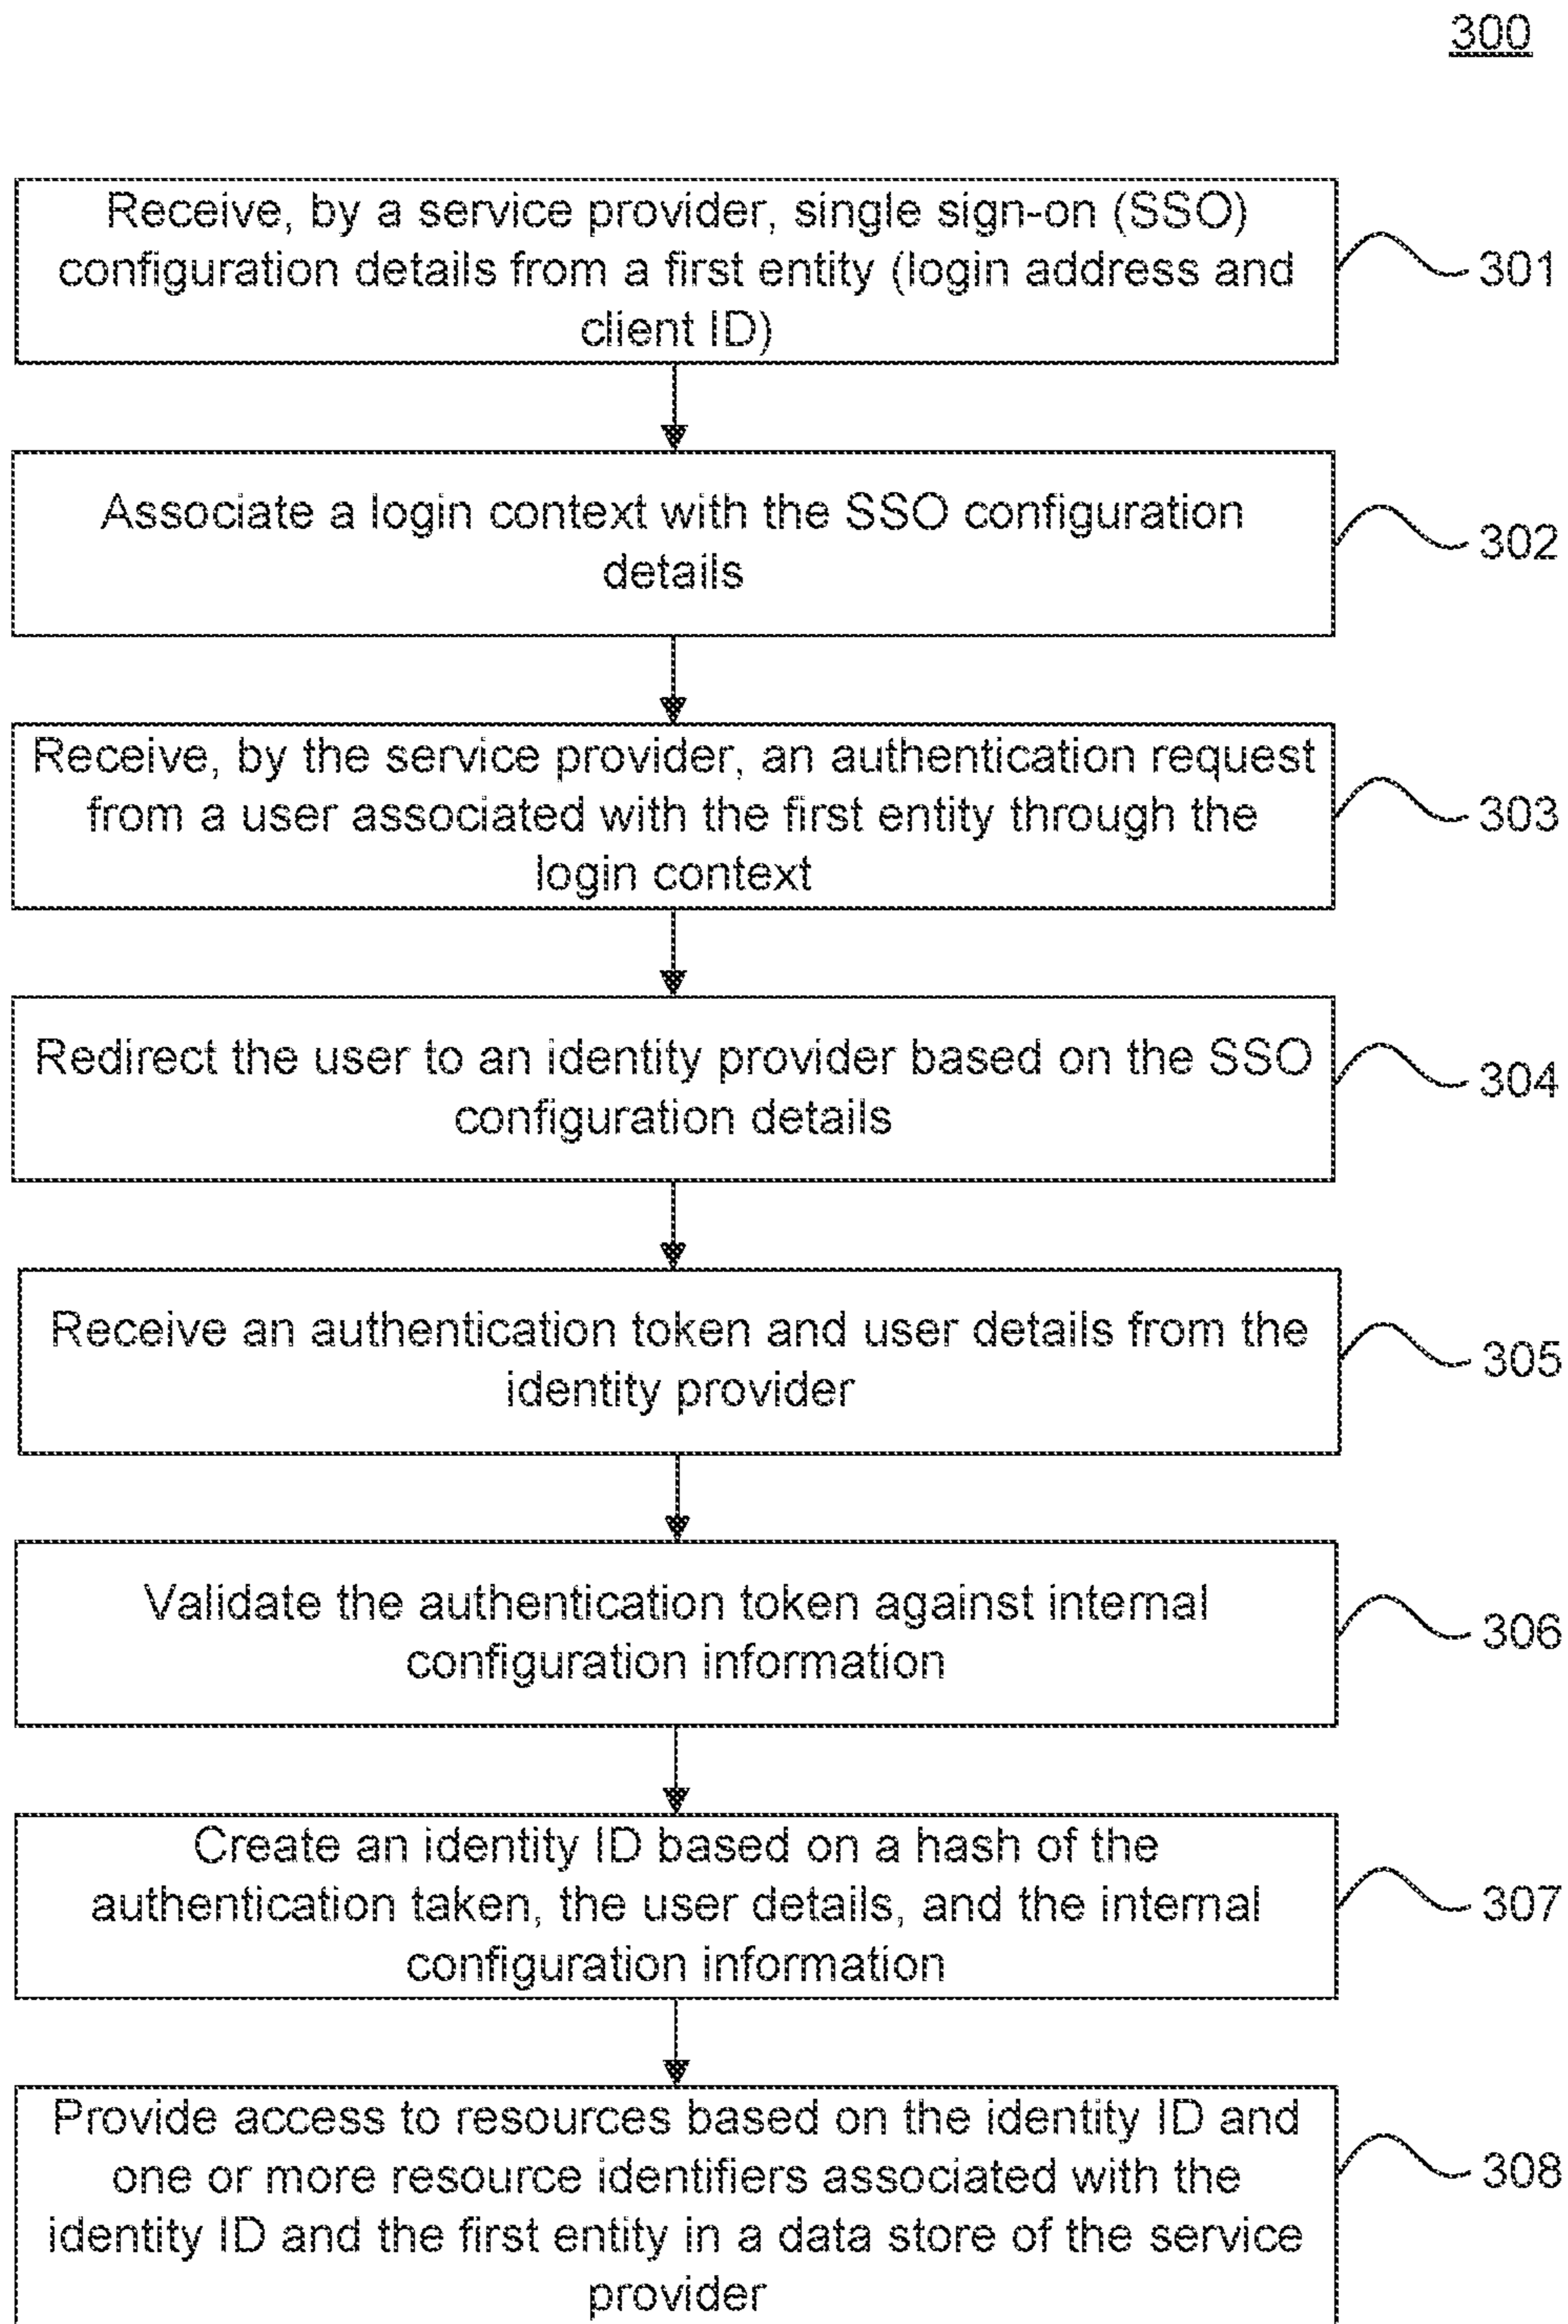 300
Receive, by a service provider, single sign-on (SSO)
configuration details from a first entity (login address and
client ID)
301
Associate a login context with the SSO configuration
details
302
Receive, by the service provider, an authentication request
from a user associated with the first entity through the
login context
303
Redirect the user to an identity provider based on the SSO
configuration details
304
Receive an authentication token and user details from the
identity provider
305
Validate the authentication token against internal
configuration information
306
Create an identity ID based on a hash of the
authentication taken, the user details, and the internal
configuration information
307
Provide access to resources based on the identity ID and
one or more resource identifiers associated with the
identity ID and the first entity in a data store of the service
provider
308